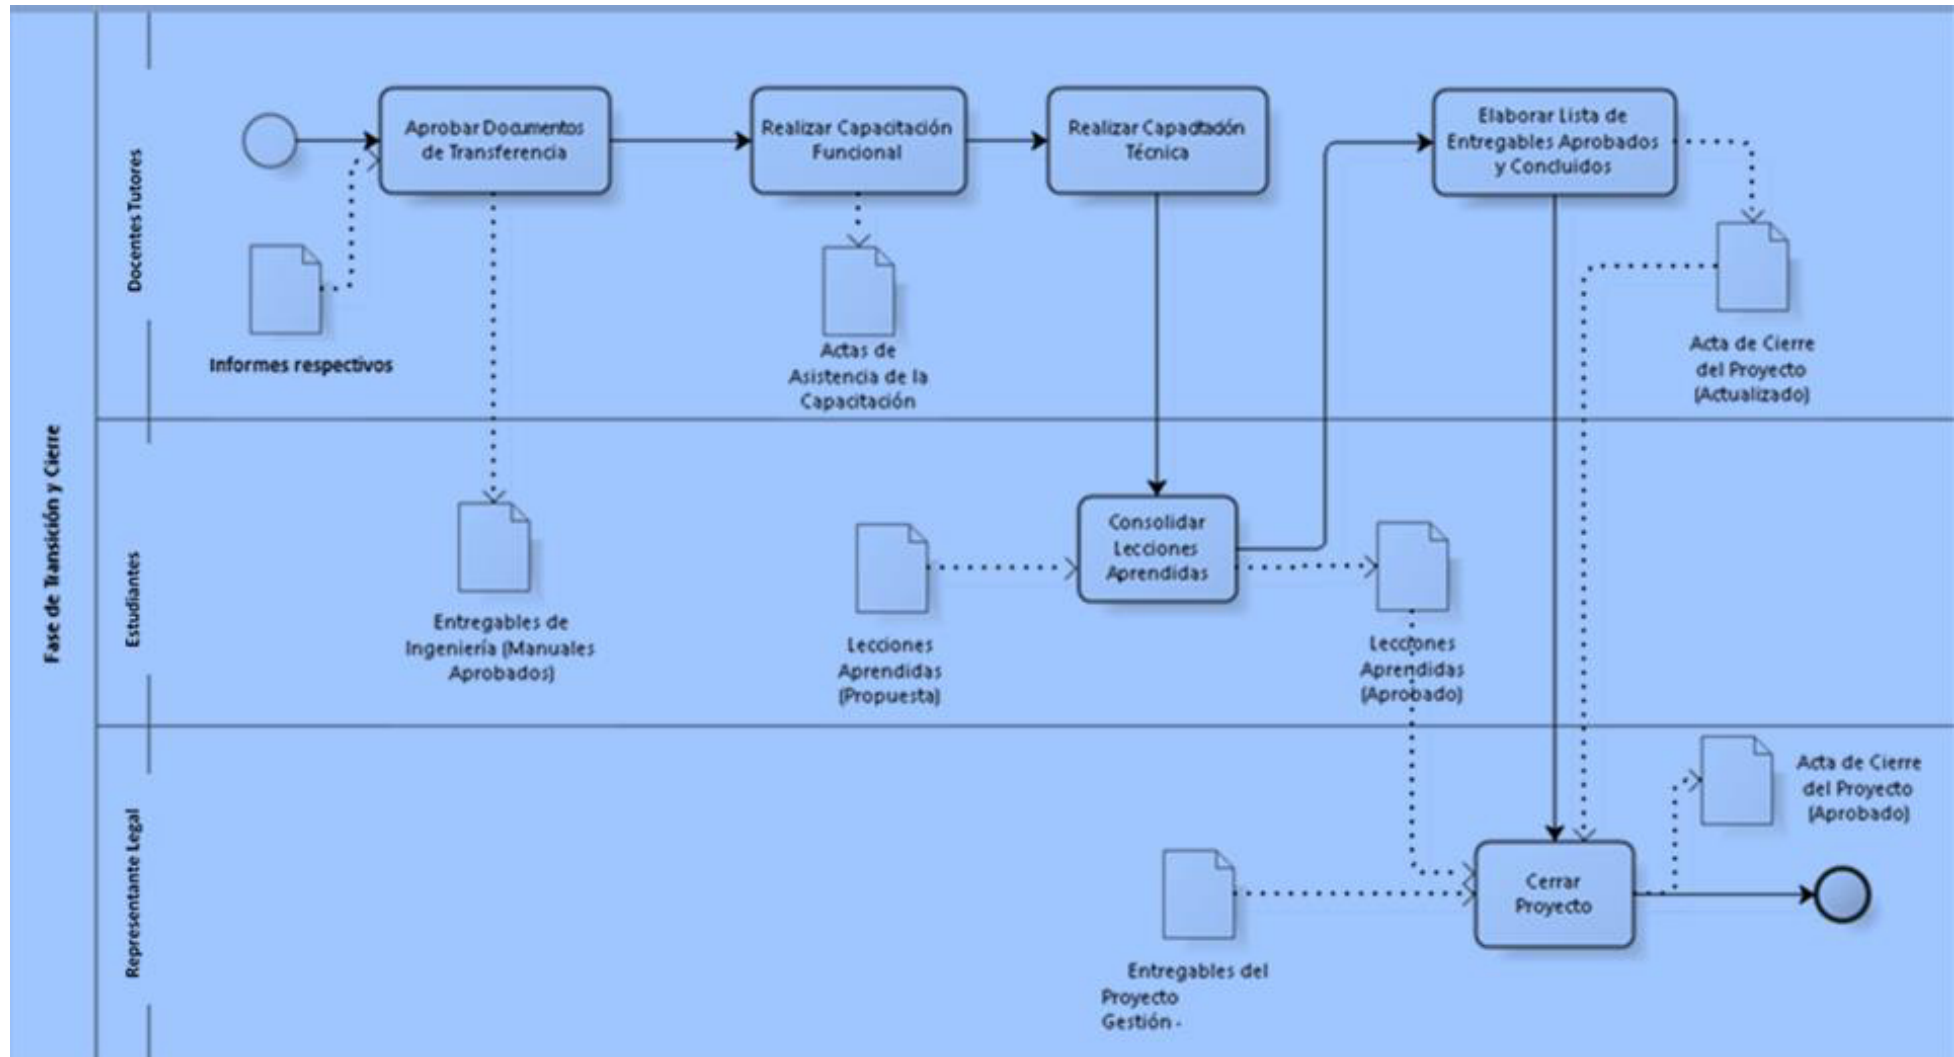 Fase de Transición y Cierre
Docentes Tutores
Aprobar Documentos
de Transferencia
Realizar Capacitación
Funcional
Realizar Capacitación
Técnica
Elaborar Lista de
Entregables Aprobados
y Concluidos
Informes respectivos
Actas de
Asistencia de la
Capacitación
Acta de Cierre
del Proyecto
(Actualizado)
Estudiantes
Entregables de
Ingeniería (Manuales
Aprobados)
Lecciones
Aprendidas
(Propuesta)
Consolidar
Lecciones
Aprendidas
Lecciones
Aprendidas
(Aprobado)
Representante Legal
Entregables del
Proyecto
Gestión -
Cerrar
Proyecto
Acta de Cierre
del Proyecto
(Aprobado)